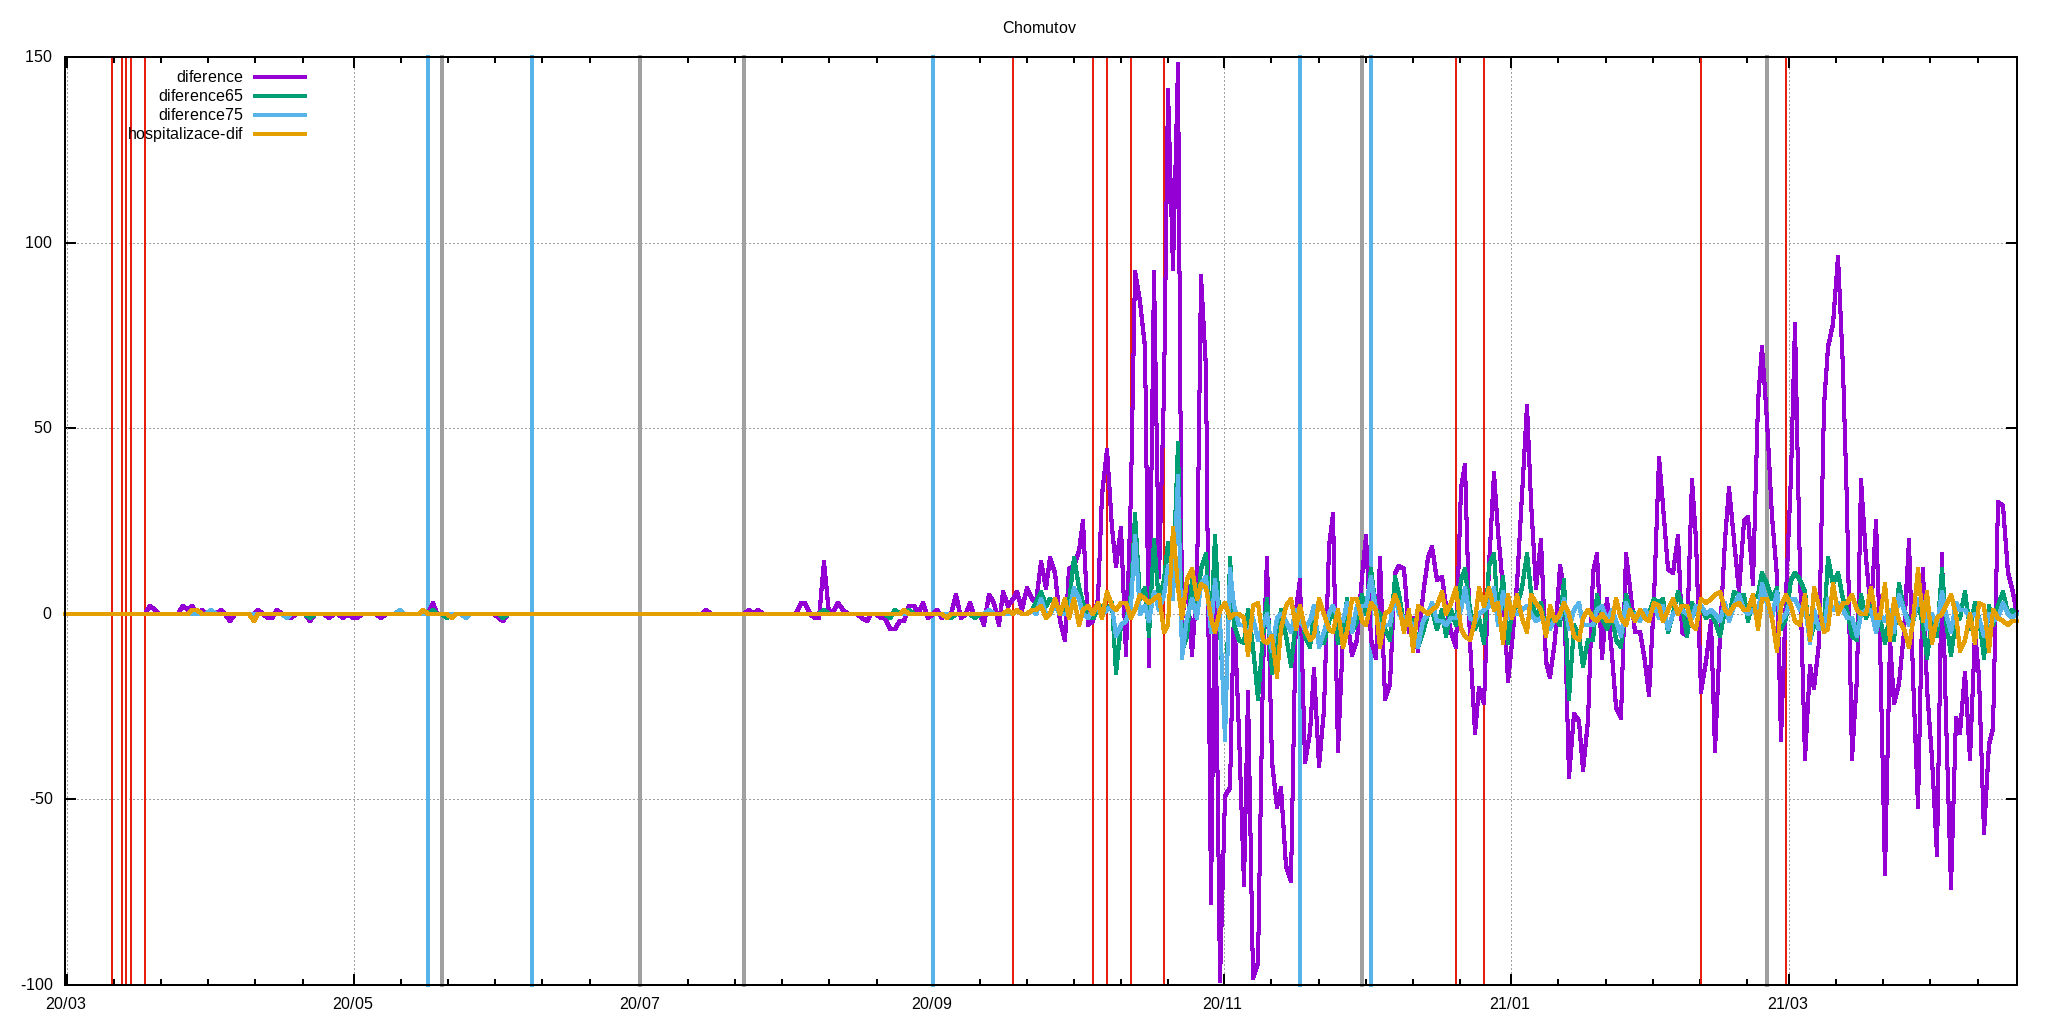 Chomutov
150
diference
diference65
diference75
hospitalizace-dif
100
50
0
-50
-100
20/03 20/05 20/07 20/09 20/11 21/01 21/03